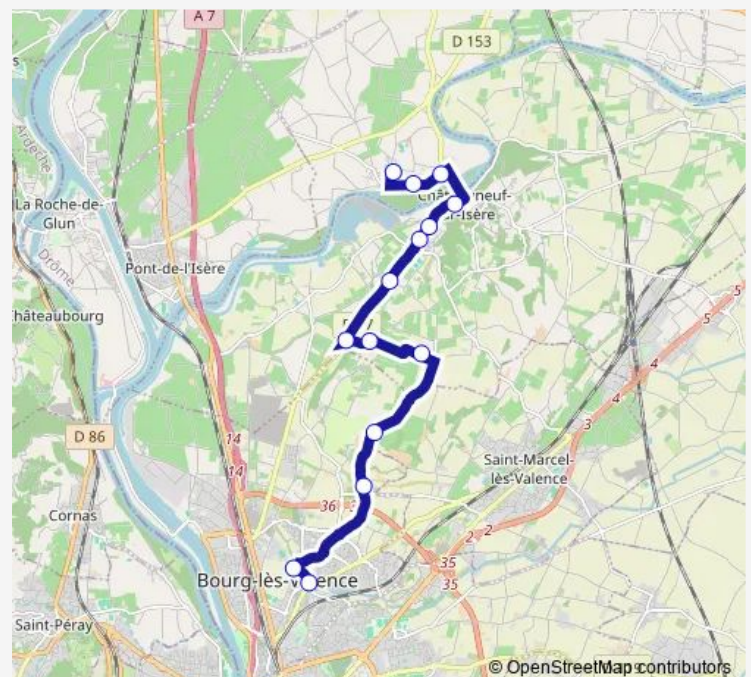 A 7
D 153
Ardèche
La Roche-de-
Glun
Drôme
Pont-de-l'Isère
D 86
14
14
5
5
4
4
3
Saint-Marcel-
lès-Valence
2
2
36
35
35
Cornas
Bourg-lès-
Saint-Péray
© OpenStreetMap contributors